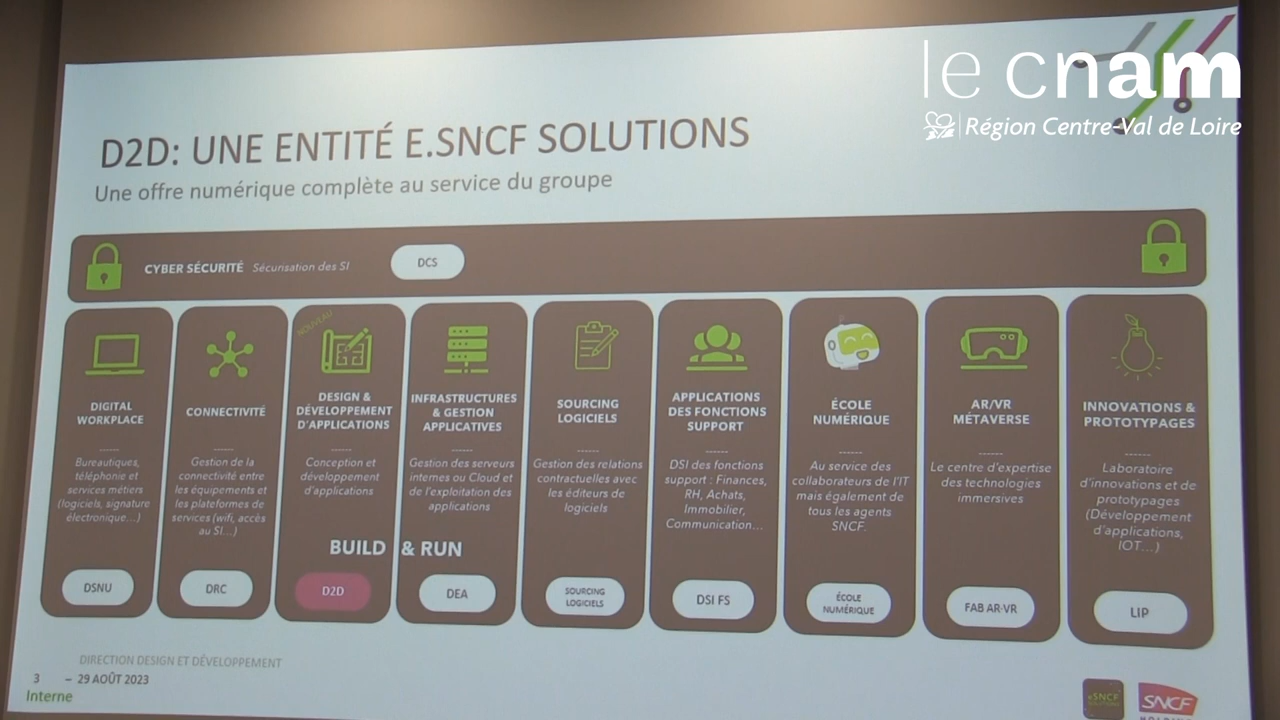 le cnam
Région Centre-Val de Loire
D2D: UNE ENTITÉ E.SNCF SOLUTIONS
Une offre numérique complète au service du groupe
CYBER SÉCURITÉ Sécurisation des SI
DCS
DIGITAL
WORKPLACE
------
Bureautiques,
téléphonie et
services métiers
(logiciels, signature
électronique...)
DSNU
CONNECTIVITÉ
------
Gestion de la
connectivité entre
les équipements et
les plateformes de
services (wifi, accès
au SI...)
DRC
NOUVEAU
DESIGN &
DÉVELOPPEMENT
D'APPLICATIONS
------
Conception et
développement
d'applications
BUILD & RUN
D2D
INFRASTRUCTURES
& GESTION
APPLICATIVES
------
Gestion des serveurs
internes ou Cloud et
de l'exploitation des
applications
DEA
SOURCING
LOGICIELS
------
Gestion des relations
contractuelles avec
les éditeurs de
logiciels
SOURCING
LOGICIELS
APPLICATIONS
DES FONCTIONS
SUPPORT
------
DSI des fonctions
support : Finances,
RH, Achats,
Immobilier,
Communication...
DSI FS
ÉCOLE
NUMÉRIQUE
------
Au service des
collaborateurs de l'IT
mais également de
tous les agents
SNCF.
ÉCOLE
NUMÉRIQUE
AR/VR
MÉTAVERSE
------
Le centre d'expertise
des technologies
immersives
FAB AR-VR
INNOVATIONS &
PROTOTYPAGES
------
Laboratoire
d'innovations et de
prototypages
(Développement
d'applications,
IOT...)
LIP
DIRECTION DESIGN ET DÉVELOPPEMENT
3 – 29 AOÛT 2023
Interne
eSNCF
SOLUTIONS
SNCF